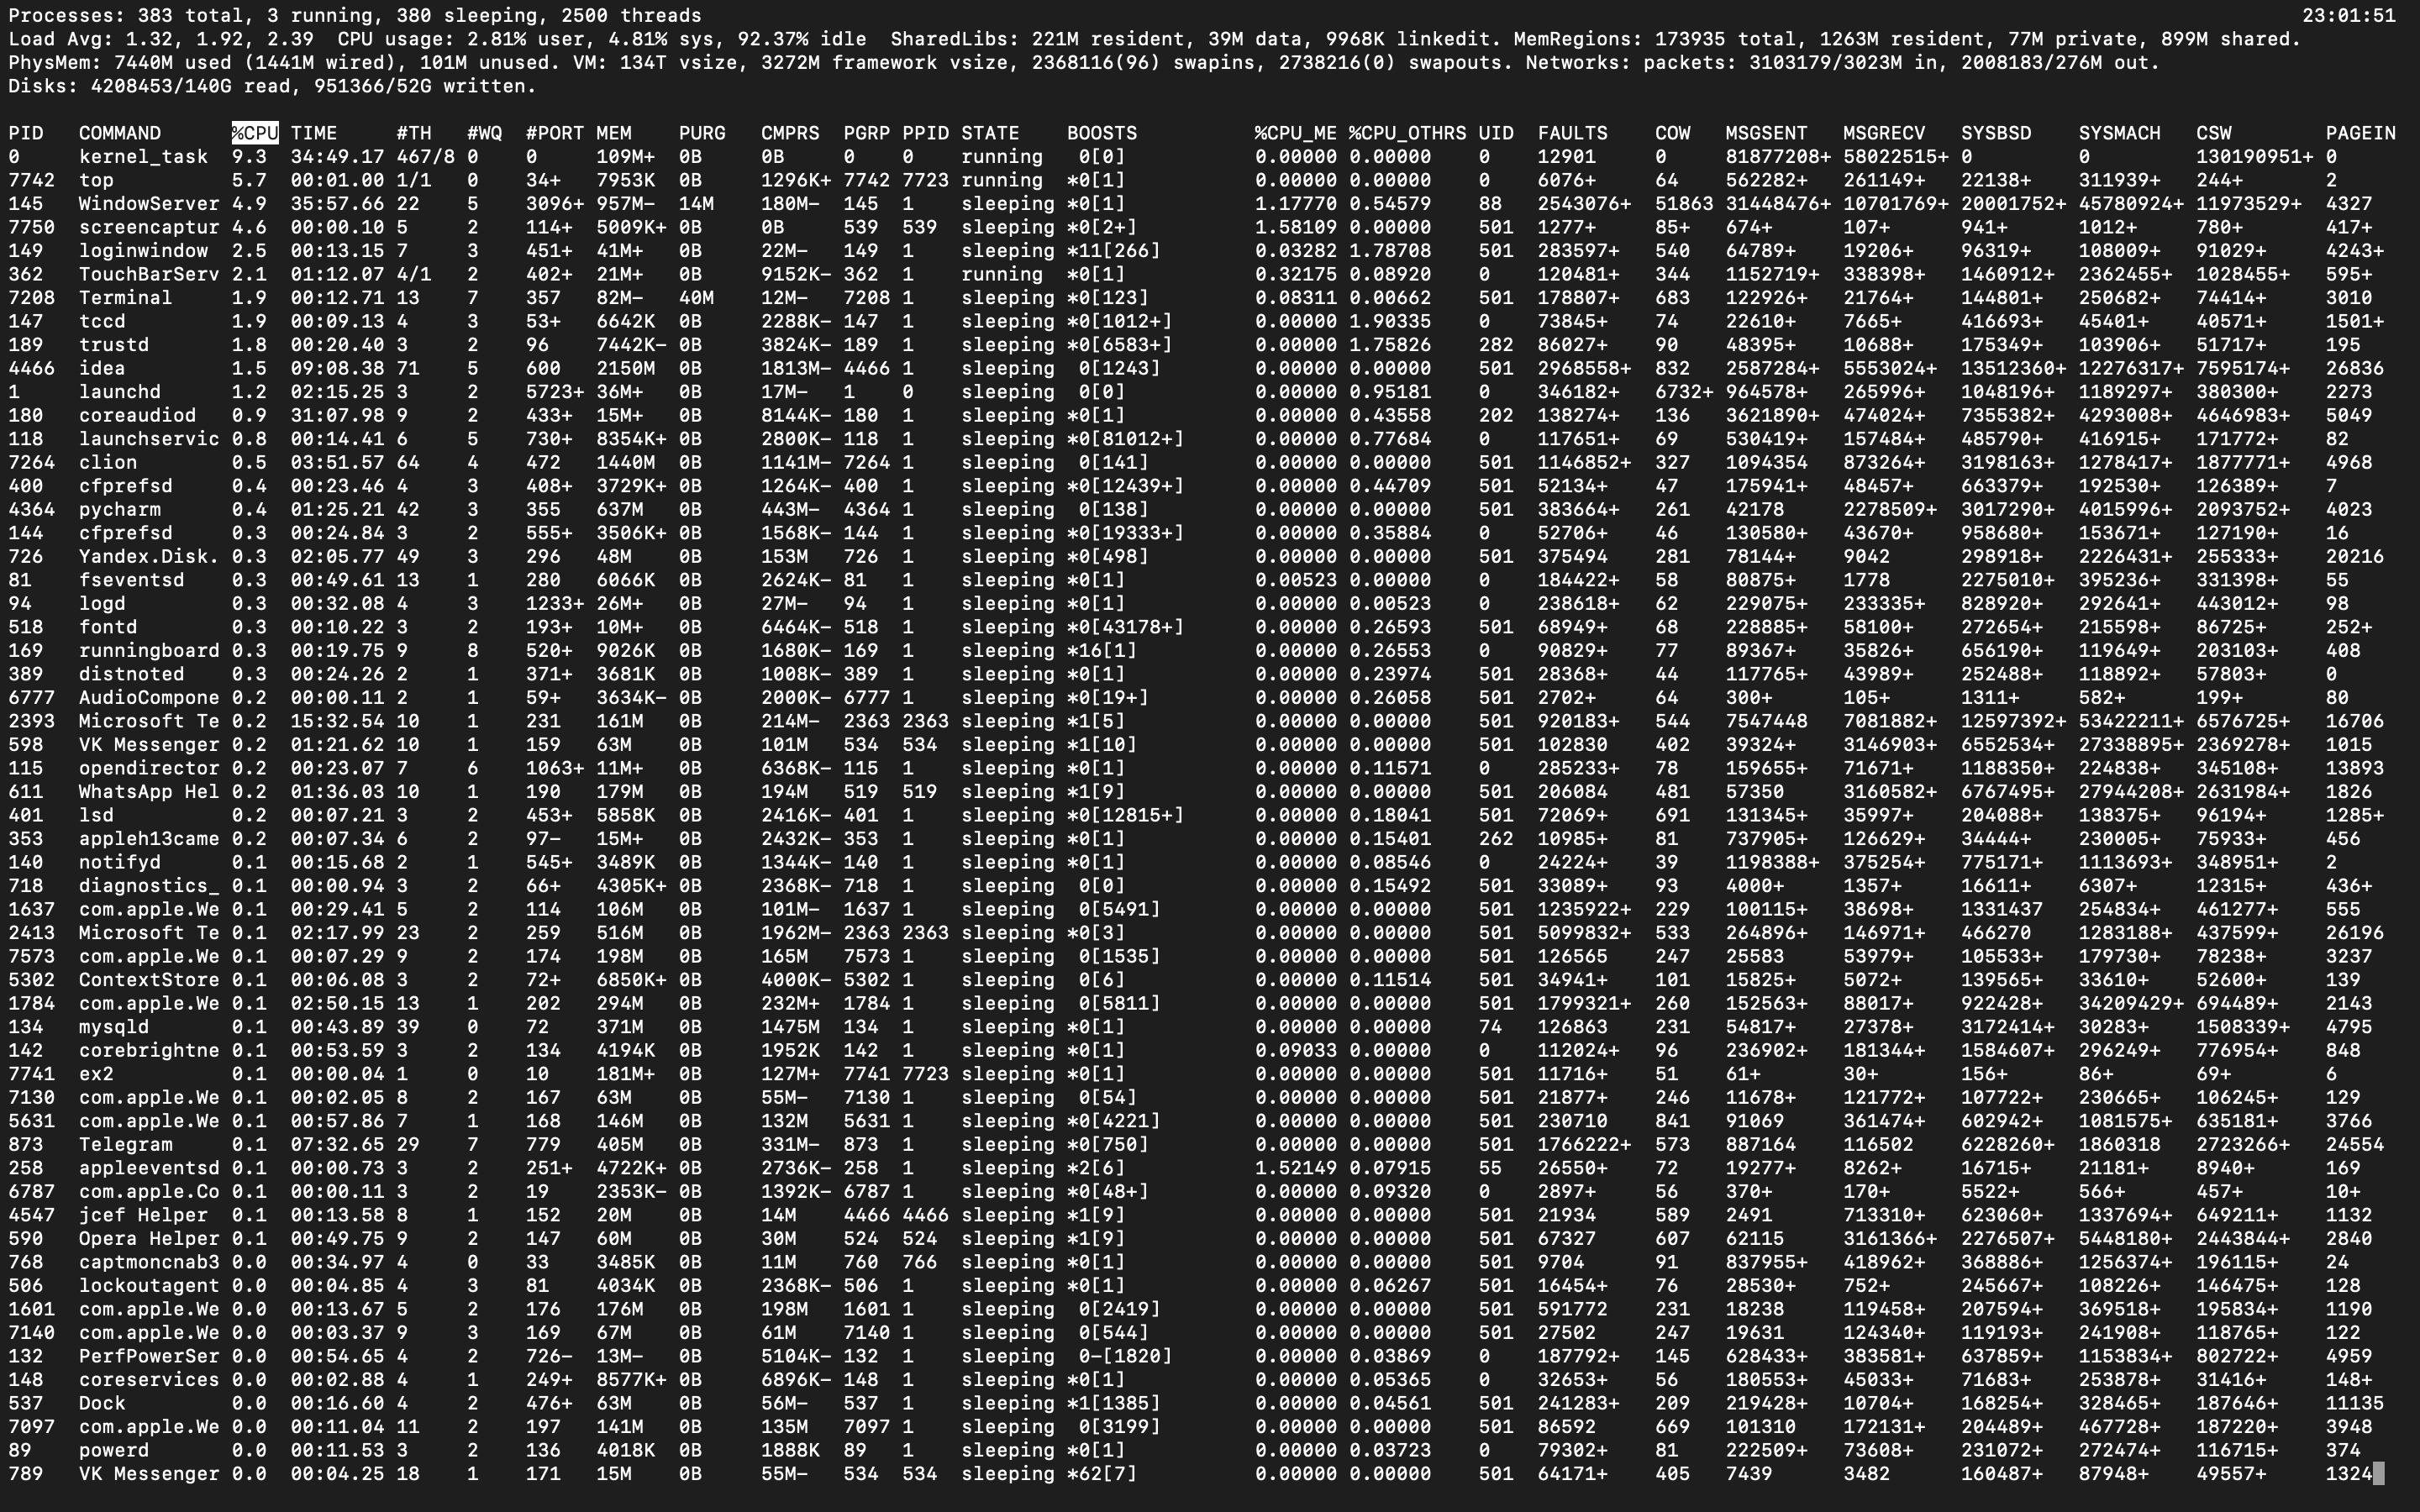 Processes: 383 total, 3 running, 380 sleeping, 2500 threads 23:01:51
Load Avg: 1.32, 1.92, 2.39 CPU usage: 2.81% user, 4.81% sys, 92.37% idle SharedLibs: 221M resident, 39M data, 9968K linkedit. MemRegions: 173935 total, 1263M resident, 77M private, 899M shared.
PhysMem: 7440M used (1441M wired), 101M unused. VM: 134T vsize, 3272M framework vsize, 2368116(96) swapins, 2738216(0) swapouts. Networks: packets: 3103179/3023M in, 2008183/276M out.
Disks: 4208453/140G read, 951366/52G written.
PID COMMAND %CPU TIME #TH #WQ #PORT MEM PURG CMPRS PGRP PPID STATE BOOSTS %CPU_ME %CPU_OTHRS UID FAULTS COW MSGSENT MSGRECV SYSBSD SYSMACH CSW PAGEIN
0 kernel_task 9.3 34:49.17 467/8 0 0 109M+ 0B 0B 0 0 running 0[0] 0.00000 0.00000 0 12901 0 81877208+ 58022515+ 0 0 130190951+ 0
7742 top 5.7 00:01.00 1/1 0 34+ 7953K 0B 1296K+ 7742 7723 running *0[1] 0.00000 0.00000 0 6076+ 64 562282+ 261149+ 22138+ 311939+ 244+ 2
145 WindowServer 4.9 35:57.66 22 5 3096+ 957M- 14M 180M- 145 1 sleeping *0[1] 1.17770 0.54579 88 2543076+ 51863 31448476+ 10701769+ 20001752+ 45780924+ 11973529+ 4327
7750 screencaptur 4.6 00:00.10 5 2 114+ 5009K+ 0B 0B 539 539 sleeping *0[2+] 1.58109 0.00000 501 1277+ 85+ 674+ 107+ 941+ 1012+ 780+ 417+
149 loginwindow 2.5 00:13.15 7 3 451+ 41M+ 0B 22M- 149 1 sleeping *11[266] 0.03282 1.78708 501 283597+ 540 64789+ 19206+ 96319+ 108009+ 91029+ 4243+
362 TouchBarServ 2.1 01:12.07 4/1 2 402+ 21M+ 0B 9152K- 362 1 running *0[1] 0.32175 0.08920 0 120481+ 344 1152719+ 338398+ 1460912+ 2362455+ 1028455+ 595+
7208 Terminal 1.9 00:12.71 13 7 357 82M- 40M 12M- 7208 1 sleeping *0[123] 0.08311 0.00662 501 178807+ 683 122926+ 21764+ 144801+ 250682+ 74414+ 3010
147 tccd 1.9 00:09.13 4 3 53+ 6642K 0B 2288K- 147 1 sleeping *0[1012+] 0.00000 1.90335 0 73845+ 74 22610+ 7665+ 416693+ 45401+ 40571+ 1501+
189 trustd 1.8 00:20.40 3 2 96 7442K- 0B 3824K- 189 1 sleeping *0[6583+] 0.00000 1.75826 282 86027+ 90 48395+ 10688+ 175349+ 103906+ 51717+ 195
4466 idea 1.5 09:08.38 71 5 600 2150M 0B 1813M- 4466 1 sleeping 0[1243] 0.00000 0.00000 501 2968558+ 832 2587284+ 5553024+ 13512360+ 12276317+ 7595174+ 26836
1 launchd 1.2 02:15.25 3 2 5723+ 36M+ 0B 17M- 1 0 sleeping 0[0] 0.00000 0.95181 0 346182+ 6732+ 964578+ 265996+ 1048196+ 1189297+ 380300+ 2273
180 coreaudiod 0.9 31:07.98 9 2 433+ 15M+ 0B 8144K- 180 1 sleeping *0[1] 0.00000 0.43558 202 138274+ 136 3621890+ 474024+ 7355382+ 4293008+ 4646983+ 5049
118 launchservic 0.8 00:14.41 6 5 730+ 8354K+ 0B 2800K- 118 1 sleeping *0[81012+] 0.00000 0.77684 0 117651+ 69 530419+ 157484+ 485790+ 416915+ 171772+ 82
7264 clion 0.5 03:51.57 64 4 472 1440M 0B 1141M- 7264 1 sleeping 0[141] 0.00000 0.00000 501 1146852+ 327 1094354 873264+ 3198163+ 1278417+ 1877771+ 4968
400 cfprefsd 0.4 00:23.46 4 3 408+ 3729K+ 0B 1264K- 400 1 sleeping *0[12439+] 0.00000 0.44709 501 52134+ 47 175941+ 48457+ 663379+ 192530+ 126389+ 7
4364 pycharm 0.4 01:25.21 42 3 355 637M 0B 443M- 4364 1 sleeping 0[138] 0.00000 0.00000 501 383664+ 261 42178 2278509+ 3017290+ 4015996+ 2093752+ 4023
144 cfprefsd 0.3 00:24.84 3 2 555+ 3506K+ 0B 1568K- 144 1 sleeping *0[19333+] 0.00000 0.35884 0 52706+ 46 130580+ 43670+ 958680+ 153671+ 127190+ 16
726 Yandex.Disk. 0.3 02:05.77 49 3 296 48M 0B 153M 726 1 sleeping *0[498] 0.00000 0.00000 501 375494 281 78144+ 9042 298918+ 2226431+ 255333+ 20216
81 fseventsd 0.3 00:49.61 13 1 280 6066K 0B 2624K- 81 1 sleeping *0[1] 0.00523 0.00000 0 184422+ 58 80875+ 1778 2275010+ 395236+ 331398+ 55
94 logd 0.3 00:32.08 4 3 1233+ 26M+ 0B 27M- 94 1 sleeping *0[1] 0.00000 0.00523 0 238618+ 62 229075+ 233335+ 828920+ 292641+ 443012+ 98
518 fontd 0.3 00:10.22 3 2 193+ 10M+ 0B 6464K- 518 1 sleeping *0[43178+] 0.00000 0.26593 501 68949+ 68 228885+ 58100+ 272654+ 215598+ 86725+ 252+
169 runningboard 0.3 00:19.75 9 8 520+ 9026K 0B 1680K- 169 1 sleeping *16[1] 0.00000 0.26553 0 90829+ 77 89367+ 35826+ 656190+ 119649+ 203103+ 408
389 distnoted 0.3 00:24.26 2 1 371+ 3681K 0B 1008K- 389 1 sleeping *0[1] 0.00000 0.23974 501 28368+ 44 117765+ 43989+ 252488+ 118892+ 57803+ 0
6777 AudioCompone 0.2 00:00.11 2 1 59+ 3634K- 0B 2000K- 6777 1 sleeping *0[19+] 0.00000 0.26058 501 2702+ 64 300+ 105+ 1311+ 582+ 199+ 80
2393 Microsoft Te 0.2 15:32.54 10 1 231 161M 0B 214M- 2363 2363 sleeping *1[5] 0.00000 0.00000 501 920183+ 544 7547448 7081882+ 12597392+ 53422211+ 6576725+ 16706
598 VK Messenger 0.2 01:21.62 10 1 159 63M 0B 101M 534 534 sleeping *1[10] 0.00000 0.00000 501 102830 402 39324+ 3146903+ 6552534+ 27338895+ 2369278+ 1015
115 opendirector 0.2 00:23.07 7 6 1063+ 11M+ 0B 6368K- 115 1 sleeping *0[1] 0.00000 0.11571 0 285233+ 78 159655+ 71671+ 1188350+ 224838+ 345108+ 13893
611 WhatsApp Hel 0.2 01:36.03 10 1 190 179M 0B 194M 519 519 sleeping *1[9] 0.00000 0.00000 501 206084 481 57350 3160582+ 6767495+ 27944208+ 2631984+ 1826
401 lsd 0.2 00:07.21 3 2 453+ 5858K 0B 2416K- 401 1 sleeping *0[12815+] 0.00000 0.18041 501 72069+ 691 131345+ 35997+ 204088+ 138375+ 96194+ 1285+
353 appleh13came 0.2 00:07.34 6 2 97- 15M+ 0B 2432K- 353 1 sleeping *0[1] 0.00000 0.15401 262 10985+ 81 737905+ 126629+ 34444+ 230005+ 75933+ 456
140 notifyd 0.1 00:15.68 2 1 545+ 3489K 0B 1344K- 140 1 sleeping *0[1] 0.00000 0.08546 0 24224+ 39 1198388+ 375254+ 775171+ 1113693+ 348951+ 2
718 diagnostics_ 0.1 00:00.94 3 2 66+ 4305K+ 0B 2368K- 718 1 sleeping 0[0] 0.00000 0.15492 501 33089+ 93 4000+ 1357+ 16611+ 6307+ 12315+ 436+
1637 com.apple.We 0.1 00:29.41 5 2 114 106M 0B 101M- 1637 1 sleeping 0[5491] 0.00000 0.00000 501 1235922+ 229 100115+ 38698+ 1331437 254834+ 461277+ 555
2413 Microsoft Te 0.1 02:17.99 23 2 259 516M 0B 1962M- 2363 2363 sleeping *0[3] 0.00000 0.00000 501 5099832+ 533 264896+ 146971+ 466270 1283188+ 437599+ 26196
7573 com.apple.We 0.1 00:07.29 9 2 174 198M 0B 165M 7573 1 sleeping 0[1535] 0.00000 0.00000 501 126565 247 25583 53979+ 105533+ 179730+ 78238+ 3237
5302 ContextStore 0.1 00:06.08 3 2 72+ 6850K+ 0B 4000K- 5302 1 sleeping 0[6] 0.00000 0.11514 501 34941+ 101 15825+ 5072+ 139565+ 33610+ 52600+ 139
1784 com.apple.We 0.1 02:50.15 13 1 202 294M 0B 232M+ 1784 1 sleeping 0[5811] 0.00000 0.00000 501 1799321+ 260 152563+ 88017+ 922428+ 34209429+ 694489+ 2143
134 mysqld 0.1 00:43.89 39 0 72 371M 0B 1475M 134 1 sleeping *0[1] 0.00000 0.00000 74 126863 231 54817+ 27378+ 3172414+ 30283+ 1508339+ 4795
142 corebrightne 0.1 00:53.59 3 2 134 4194K 0B 1952K 142 1 sleeping *0[1] 0.09033 0.00000 0 112024+ 96 236902+ 181344+ 1584607+ 296249+ 776954+ 848
7741 ex2 0.1 00:00.04 1 0 10 181M+ 0B 127M+ 7741 7723 sleeping *0[1] 0.00000 0.00000 501 11716+ 51 61+ 30+ 156+ 86+ 69+ 6
7130 com.apple.We 0.1 00:02.05 8 2 167 63M 0B 55M- 7130 1 sleeping 0[54] 0.00000 0.00000 501 21877+ 246 11678+ 121772+ 107722+ 230665+ 106245+ 129
5631 com.apple.We 0.1 00:57.86 7 1 168 146M 0B 132M 5631 1 sleeping *0[4221] 0.00000 0.00000 501 230710 841 91069 361474+ 602942+ 1081575+ 635181+ 3766
873 Telegram 0.1 07:32.65 29 7 779 405M 0B 331M- 873 1 sleeping *0[750] 0.00000 0.00000 501 1766222+ 573 887164 116502 6228260+ 1860318 2723266+ 24554
258 appleeventsd 0.1 00:00.73 3 2 251+ 4722K+ 0B 2736K- 258 1 sleeping *2[6] 1.52149 0.07915 55 26550+ 72 19277+ 8262+ 16715+ 21181+ 8940+ 169
6787 com.apple.Co 0.1 00:00.11 3 2 19 2353K- 0B 1392K- 6787 1 sleeping *0[48+] 0.00000 0.09320 0 2897+ 56 370+ 170+ 5522+ 566+ 457+ 10+
4547 jcef Helper 0.1 00:13.58 8 1 152 20M 0B 14M 4466 4466 sleeping *1[9] 0.00000 0.00000 501 21934 589 2491 713310+ 623060+ 1337694+ 649211+ 1132
590 Opera Helper 0.1 00:49.75 9 2 147 60M 0B 30M 524 524 sleeping *1[9] 0.00000 0.00000 501 67327 607 62115 3161366+ 2276507+ 5448180+ 2443844+ 2840
768 captmoncnab3 0.0 00:34.97 4 0 33 3485K 0B 11M 760 766 sleeping *0[1] 0.00000 0.00000 501 9704 91 837955+ 418962+ 368886+ 1256374+ 196115+ 24
506 lockoutagent 0.0 00:04.85 4 3 81 4034K 0B 2368K- 506 1 sleeping *0[1] 0.00000 0.06267 501 16454+ 76 28530+ 752+ 245667+ 108226+ 146475+ 128
1601 com.apple.We 0.0 00:13.67 5 2 176 176M 0B 198M 1601 1 sleeping 0[2419] 0.00000 0.00000 501 591772 231 18238 119458+ 207594+ 369518+ 195834+ 1190
7140 com.apple.We 0.0 00:03.37 9 3 169 67M 0B 61M 7140 1 sleeping 0[544] 0.00000 0.00000 501 27502 247 19631 124340+ 119193+ 241908+ 118765+ 122
132 PerfPowerSer 0.0 00:54.65 4 2 726- 13M- 0B 5104K- 132 1 sleeping 0-[1820] 0.00000 0.03869 0 187792+ 145 628433+ 383581+ 637859+ 1153834+ 802722+ 4959
148 coreservices 0.0 00:02.88 4 1 249+ 8577K+ 0B 6896K- 148 1 sleeping *0[1] 0.00000 0.05365 0 32653+ 56 180553+ 45033+ 71683+ 253878+ 31416+ 148+
537 Dock 0.0 00:16.60 4 2 476+ 63M 0B 56M- 537 1 sleeping *1[1385] 0.00000 0.04561 501 241283+ 209 219428+ 10704+ 168254+ 328465+ 187646+ 11135
7097 com.apple.We 0.0 00:11.04 11 2 197 141M 0B 135M 7097 1 sleeping 0[3199] 0.00000 0.00000 501 86592 669 101310 172131+ 204489+ 467728+ 187220+ 3948
89 powerd 0.0 00:11.53 3 2 136 4018K 0B 1888K 89 1 sleeping *0[1] 0.00000 0.03723 0 79302+ 81 222509+ 73608+ 231072+ 272474+ 116715+ 374
789 VK Messenger 0.0 00:04.25 18 1 171 15M 0B 55M- 534 534 sleeping *62[7] 0.00000 0.00000 501 64171+ 405 7439 3482 160487+ 87948+ 49557+ 1324